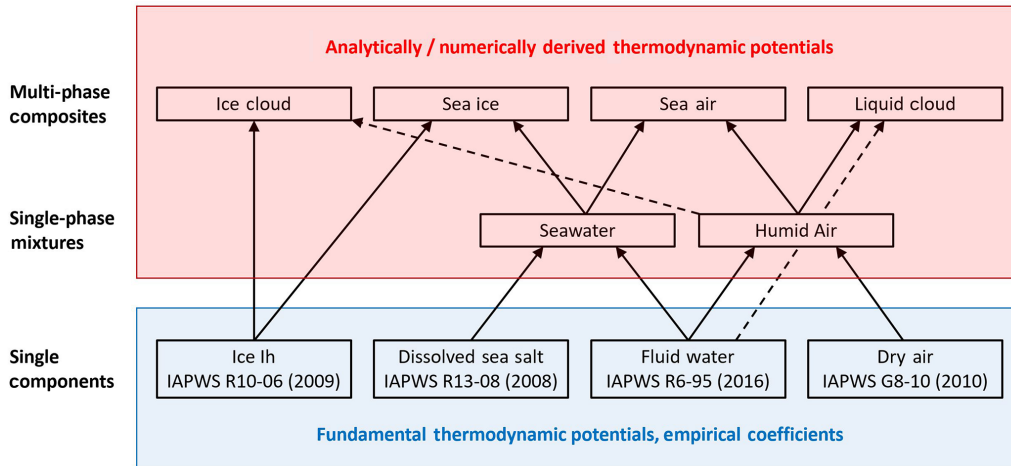 Analytically / numerically derived thermodynamic potentials
Multi-phase
composites
Ice cloud
Sea ice
Sea air
Liquid cloud
Single-phase
mixtures
Seawater
Humid Air
Single
components
Ice Ih
IAPWS R10-06 (2009)
Dissolved sea salt
IAPWS R13-08 (2008)
Fluid water
IAPWS R6-95 (2016)
Dry air
IAPWS G8-10 (2010)
Fundamental thermodynamic potentials, empirical coefficients